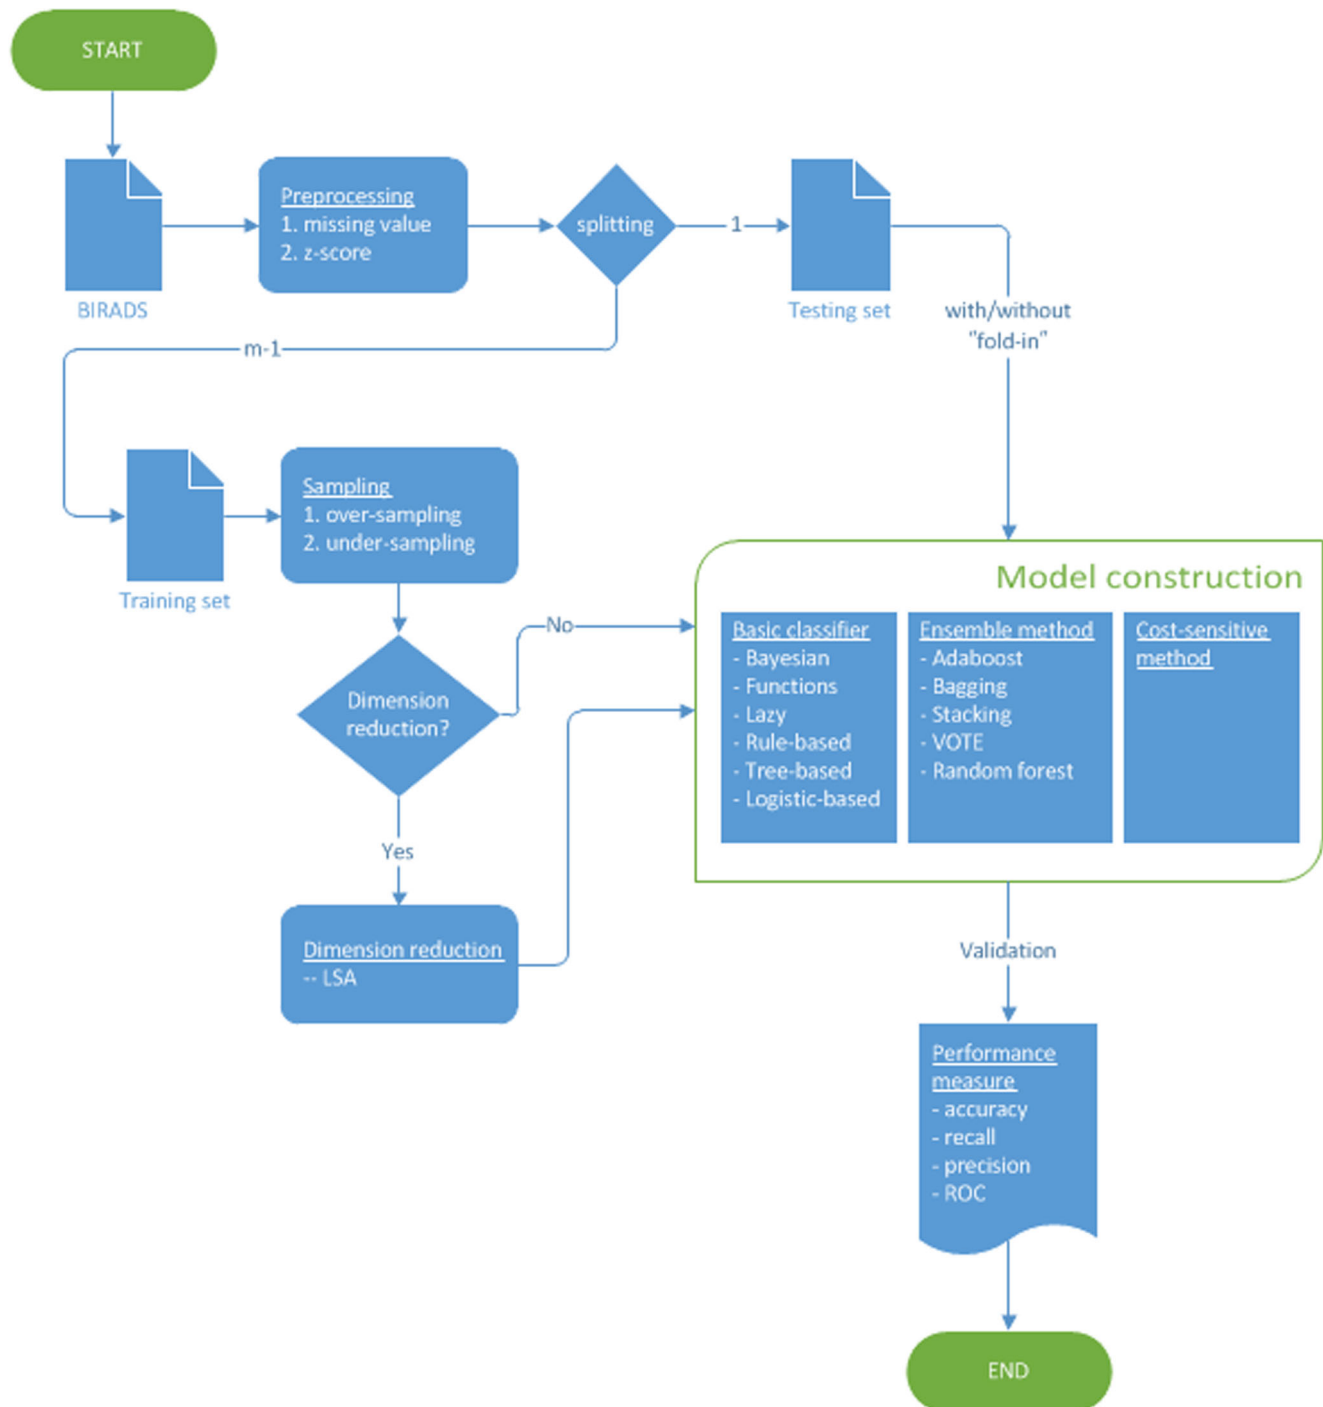 START
Preprocessing
1. missing value
2. z-score
splitting
1
BIRADS
Testing set
with/without
"fold-in"
m-1
Sampling
1. over-sampling
2. under-sampling
Training set
Model construction
No
Basic classifier
- Bayesian
- Functions
- Lazy
- Rule-based
- Tree-based
- Logistic-based
Ensemble method
- Adaboost
- Bagging
- Stacking
- VOTE
- Random forest
Cost-sensitive
method
Dimension
reduction?
Yes
Dimension reduction
-- LSA
Validation
Performance
measure
- accuracy
- recall
- precision
- ROC
END